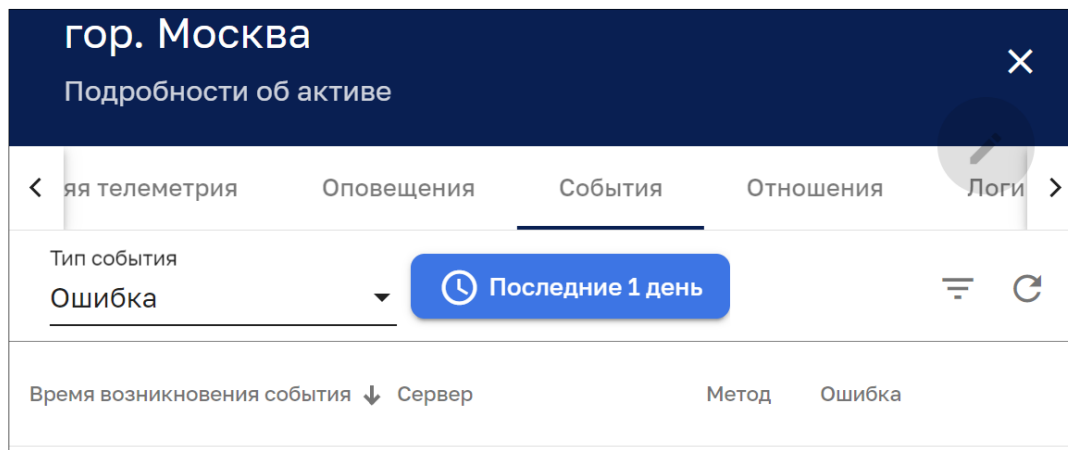 гор. Москва
Подробности об активе
яя телеметрия Оповещения События Отношения Логи
Тип события
Ошибка
Последние 1 день
Время возникновения события Сервер Метод Ошибка